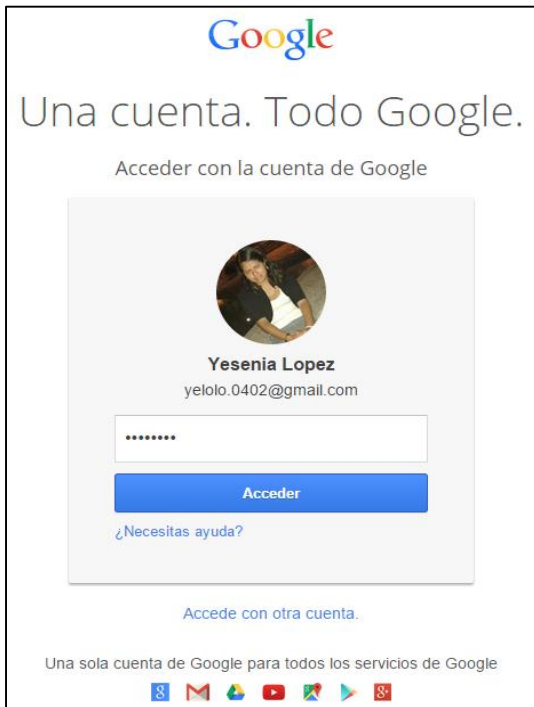 Google
Una cuenta. Todo Google.
Acceder con la cuenta de Google
Yesenia Lopez
yelolo.0402@gmail.com
••••••••
Acceder
¿Necesitas ayuda?
Accede con otra cuenta.
Una sola cuenta de Google para todos los servicios de Google